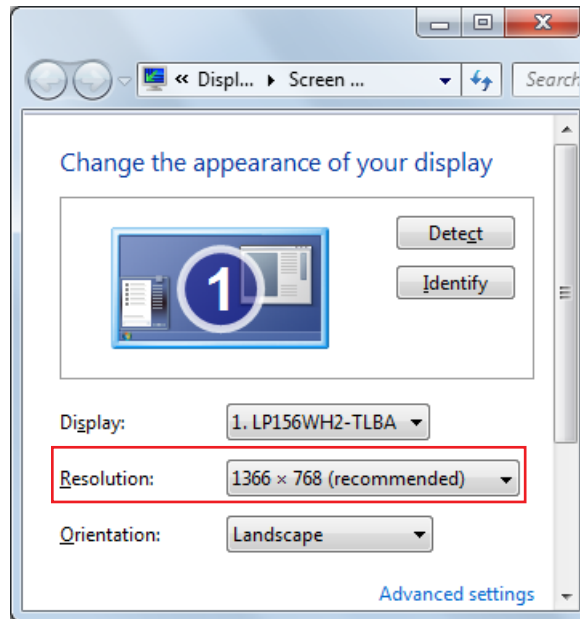 « Displ... ▸ Screen ...
Search
Change the appearance of your display
1
Detect
Identify
Display: 1. LP156WH2-TLBA
Resolution: 1366 × 768 (recommended)
Orientation: Landscape
Advanced settings